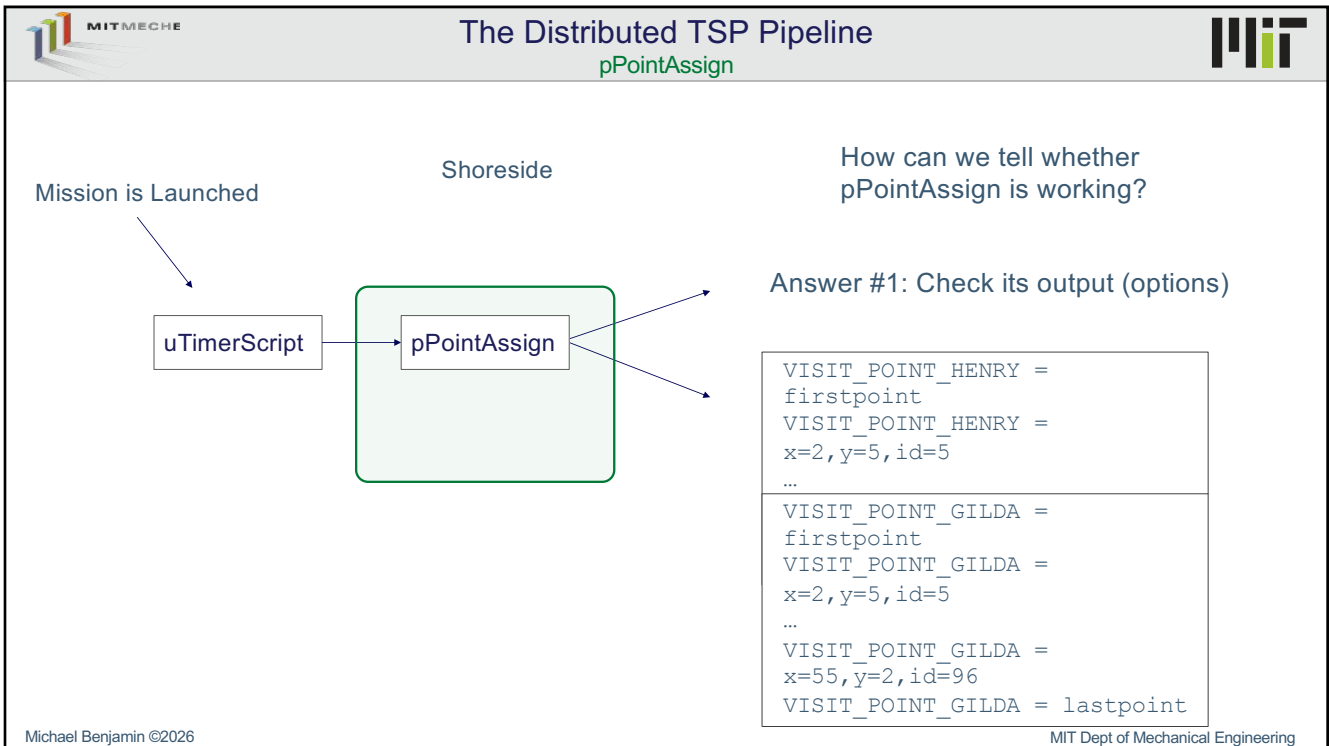 MITMECHE
The Distributed TSP Pipeline
pPointAssign
MIT
Mission is Launched
Shoreside
How can we tell whether
pPointAssign is working?
Answer #1: Check its output (options)
uTimerScript
pPointAssign
VISIT_POINT_HENRY =
firstpoint
VISIT_POINT_HENRY =
x=2,y=5,id=5
…
VISIT_POINT_GILDA =
firstpoint
VISIT_POINT_GILDA =
x=2,y=5,id=5
…
VISIT_POINT_GILDA =
x=55,y=2,id=96
VISIT_POINT_GILDA = lastpoint
Michael Benjamin ©2026
MIT Dept of Mechanical Engineering